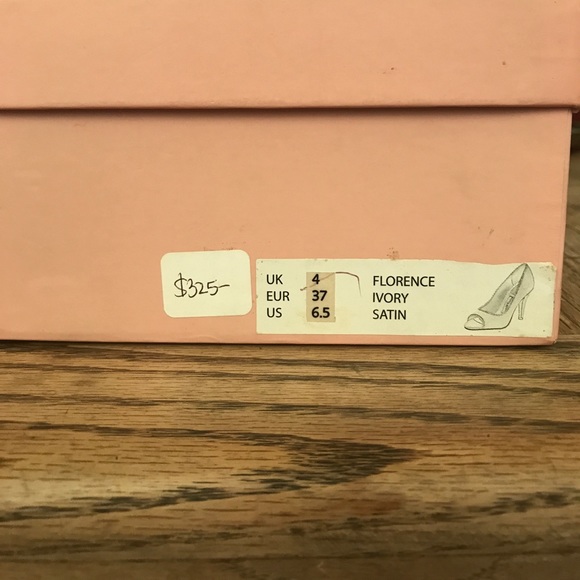 $325-
UK 4 FLORENCE
EUR 37 IVORY
US 6.5 SATIN